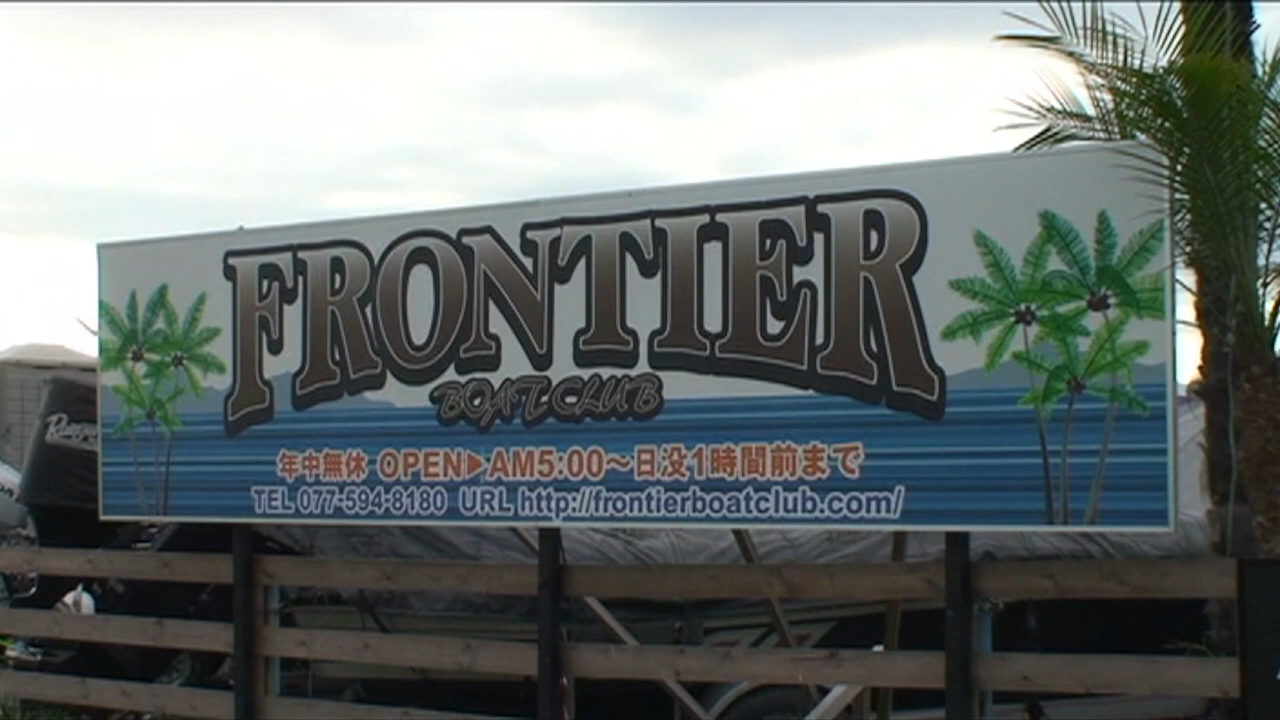 FRONTIER
BOAT CLUB
年中無休 OPEN▶AM5:00〜日没1時間前まで
TEL 077-594-8180 URL http://frontierboatclub.com/